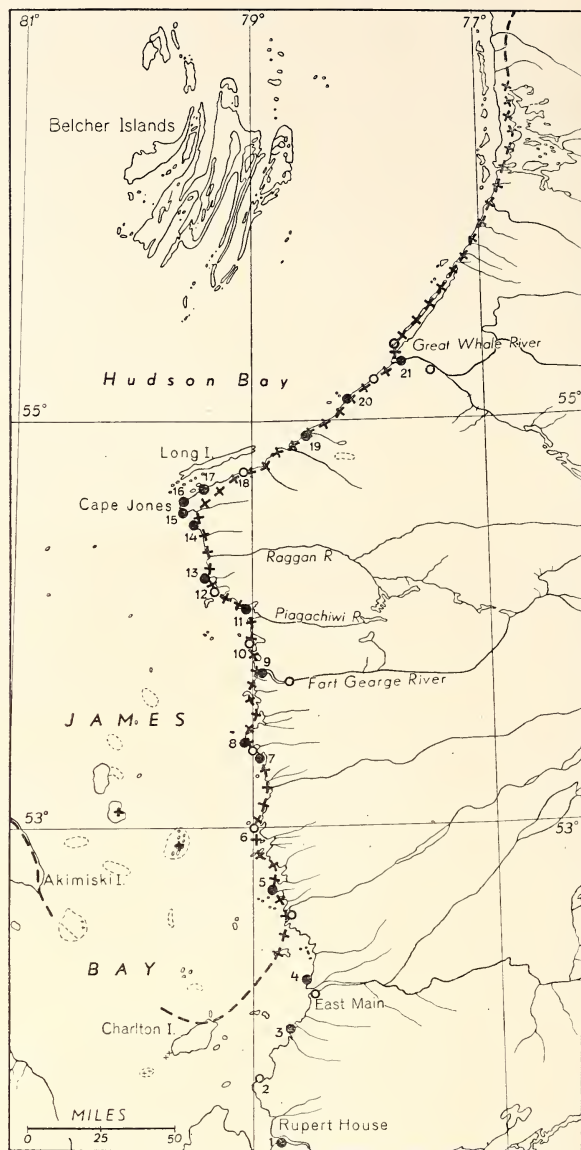 81°
79°
77°
Belcher Islands
Great Whale River
21
Hudson Bay
20
55°
55°
19
Long I.
18
17
16
Cape Jones
15
14
Raggan R
13
12
Piagachiwi R.
11
10
9
Fort George River
JAMES
8
7
53°
53°
6
Akimiski I.
5
BAY
4
East Main
Charlton I.
3
2
MILES
Rupert House
0 25 50